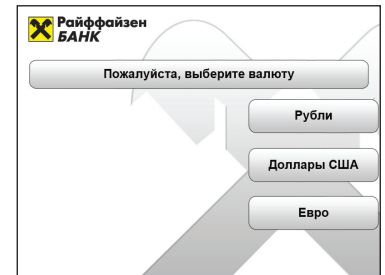 Райффайзен
БАНК
Пожалуйста, выберите валюту
Рубли
Доллары США
Евро